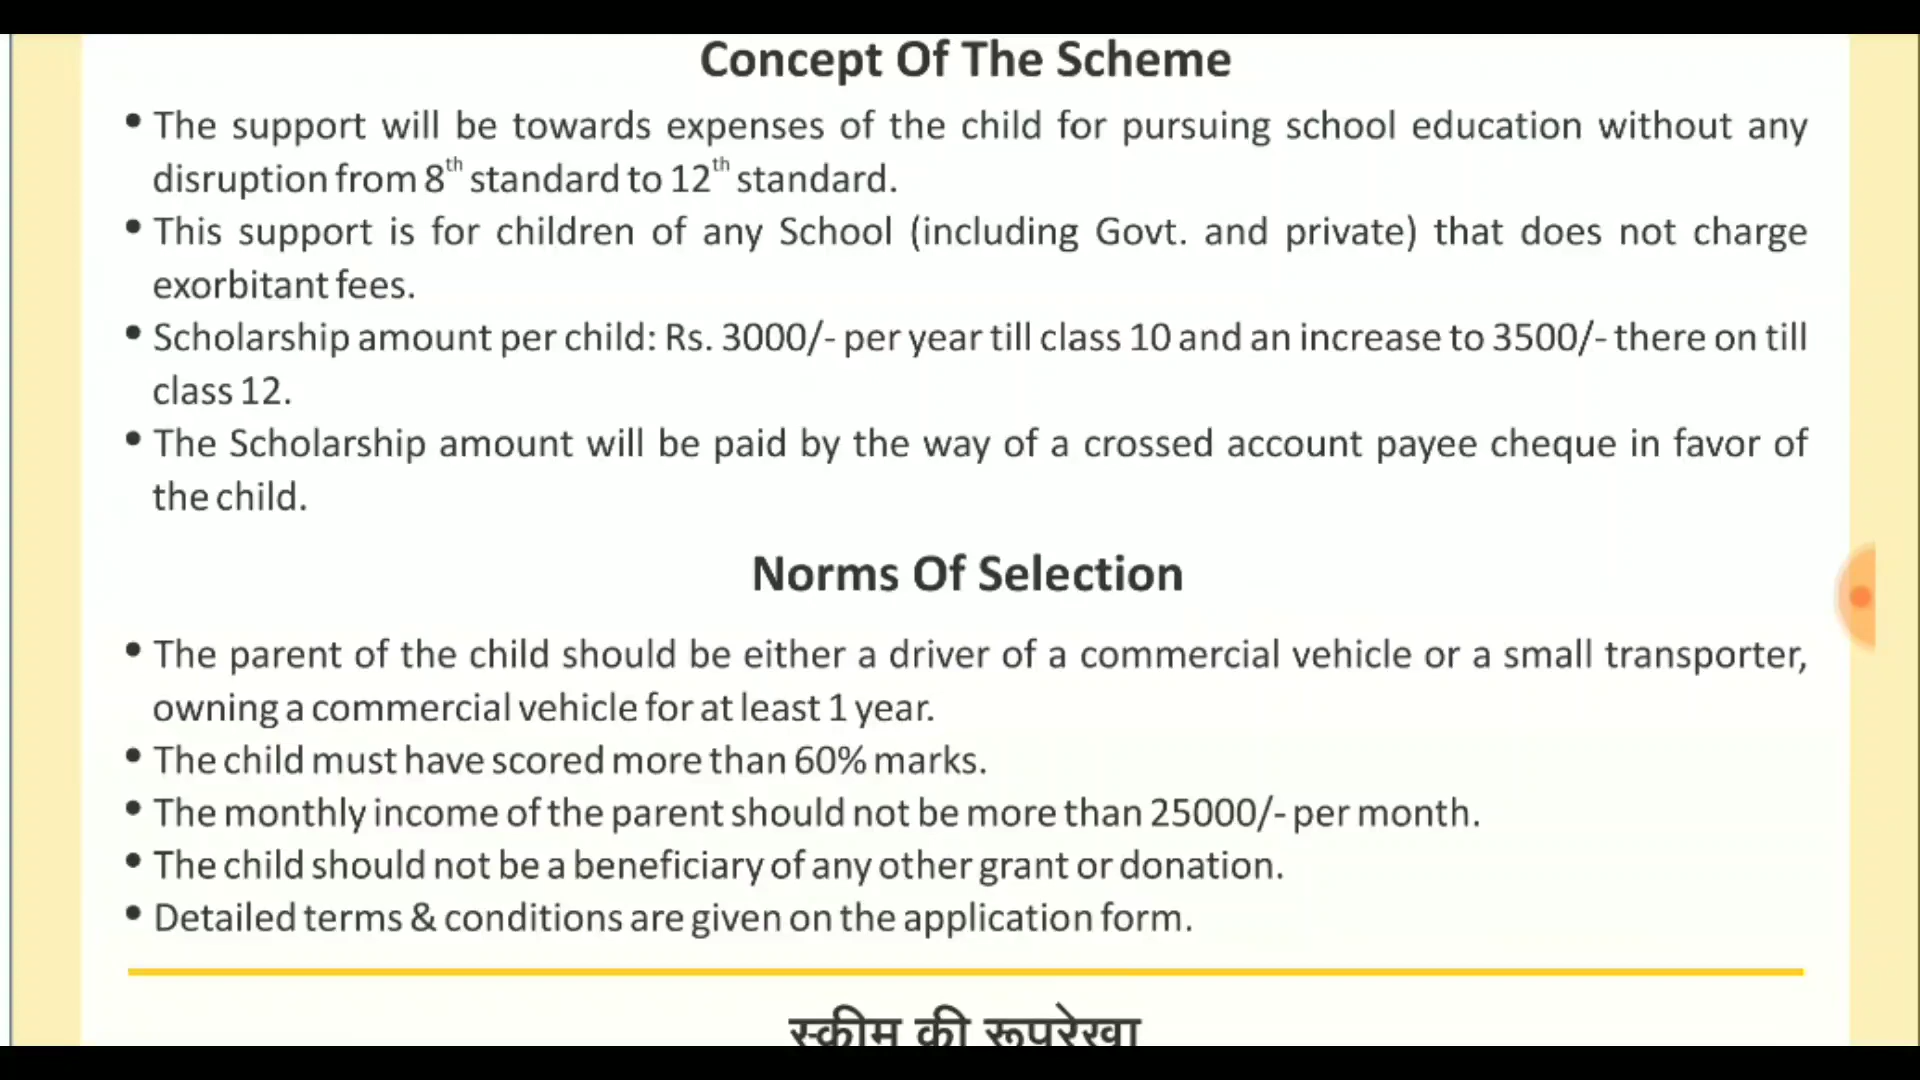 Concept Of The Scheme
• The support will be towards expenses of the child for pursuing school education without any
disruption from 8th standard to 12th standard.
• This support is for children of any School (including Govt. and private) that does not charge
exorbitant fees.
• Scholarship amount per child: Rs. 3000/- per year till class 10 and an increase to 3500/- there on till
class 12.
• The Scholarship amount will be paid by the way of a crossed account payee cheque in favor of
the child.
Norms Of Selection
• The parent of the child should be either a driver of a commercial vehicle or a small transporter,
owning a commercial vehicle for at least 1 year.
• The child must have scored more than 60% marks.
• The monthly income of the parent should not be more than 25000/- per month.
• The child should not be a beneficiary of any other grant or donation.
• Detailed terms & conditions are given on the application form.
स्कीम की रूपरेखा